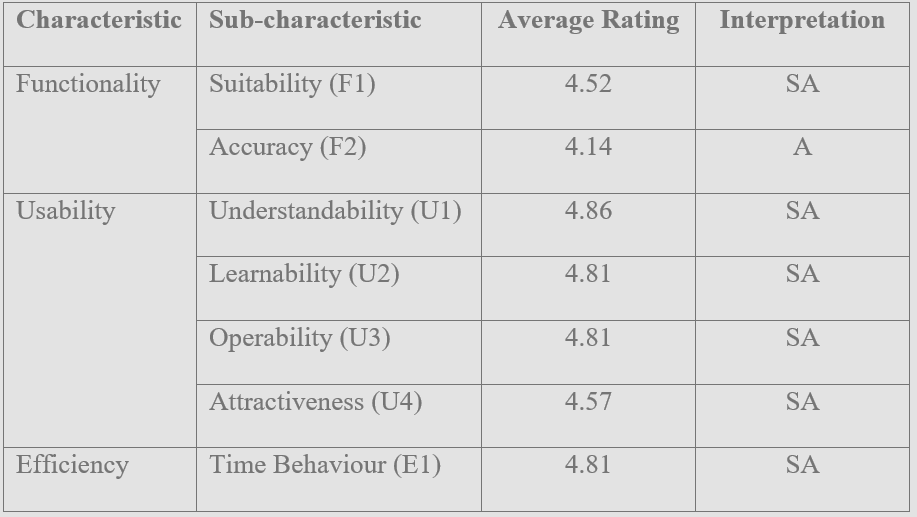 Characteristic Sub-characteristic Average Rating Interpretation
Functionality Suitability (F1) 4.52 SA
Accuracy (F2) 4.14 A
Usability Understandability (U1) 4.86 SA
Learnability (U2) 4.81 SA
Operability (U3) 4.81 SA
Attractiveness (U4) 4.57 SA
Efficiency Time Behaviour (E1) 4.81 SA